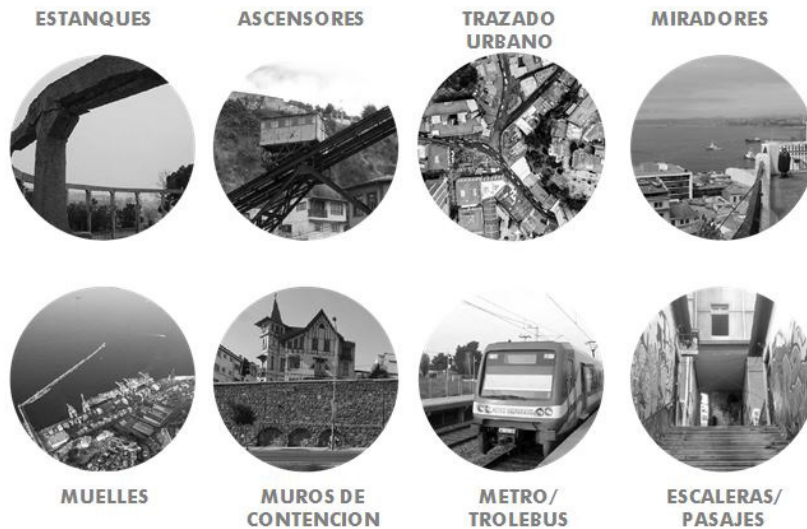 ESTANQUES
ASCENSORES
TRAZADO
URBANO
MIRADORES
MUELLES
MUROS DE
CONTENCION
METRO/
TROLEBUS
ESCALERAS/
PASAJES